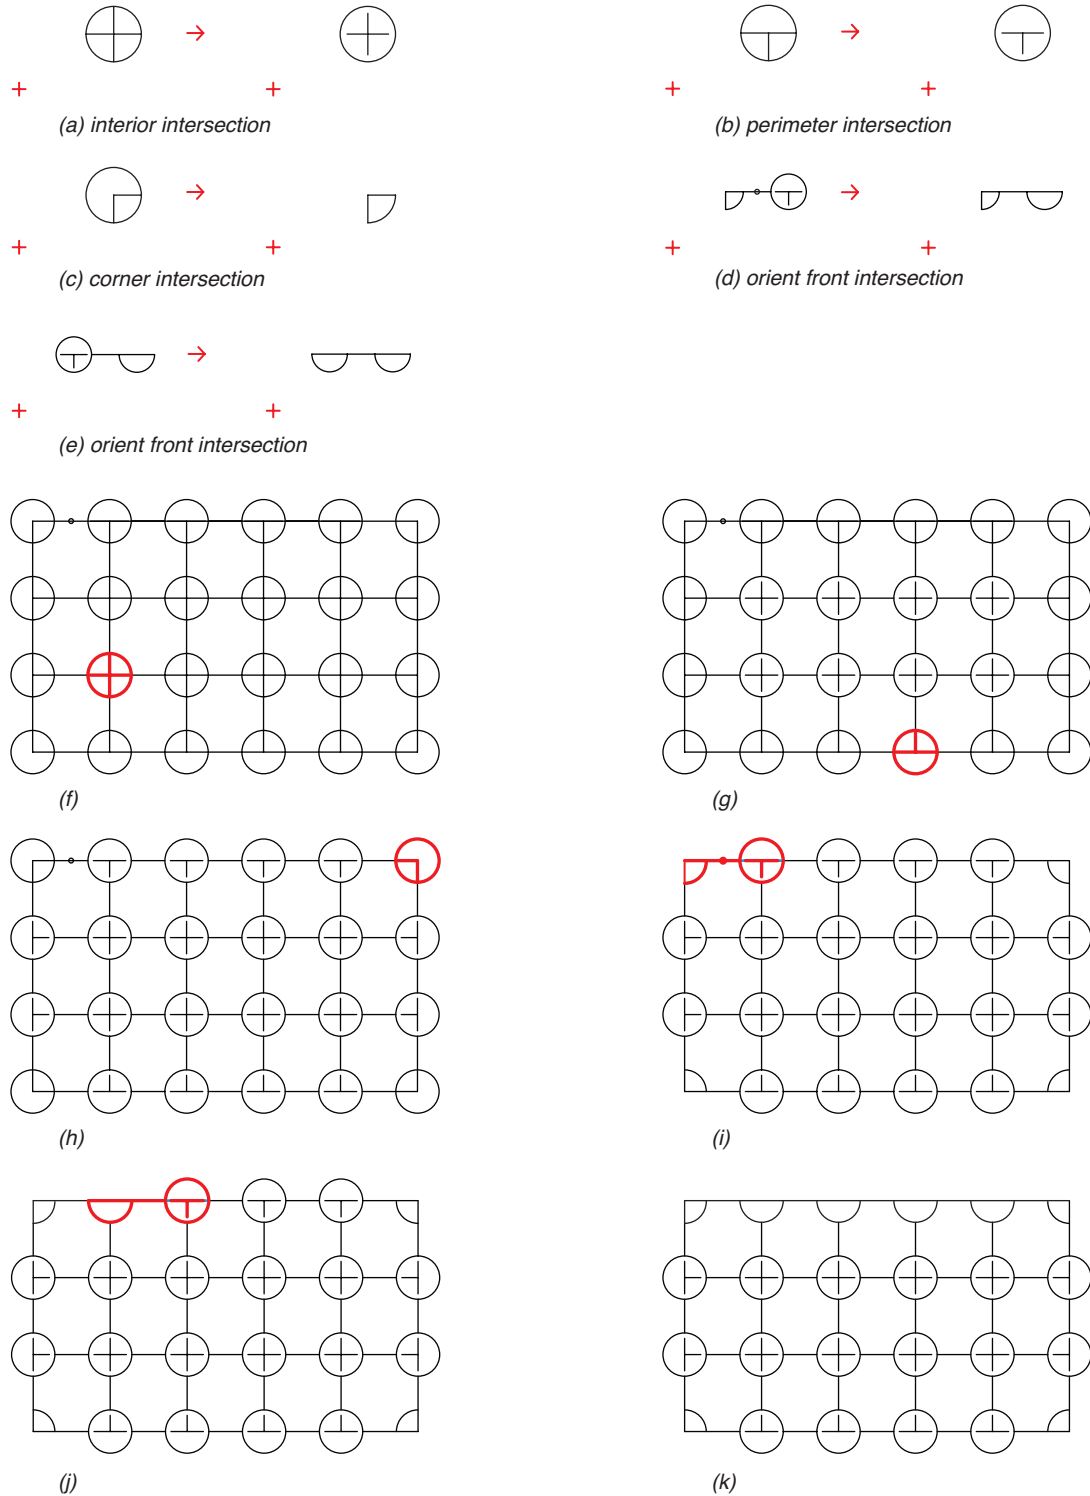 (a) interior intersection
(b) perimeter intersection
(c) corner intersection
(d) orient front intersection
(e) orient front intersection
(f)
(g)
(h)
(i)
(j)
(k)